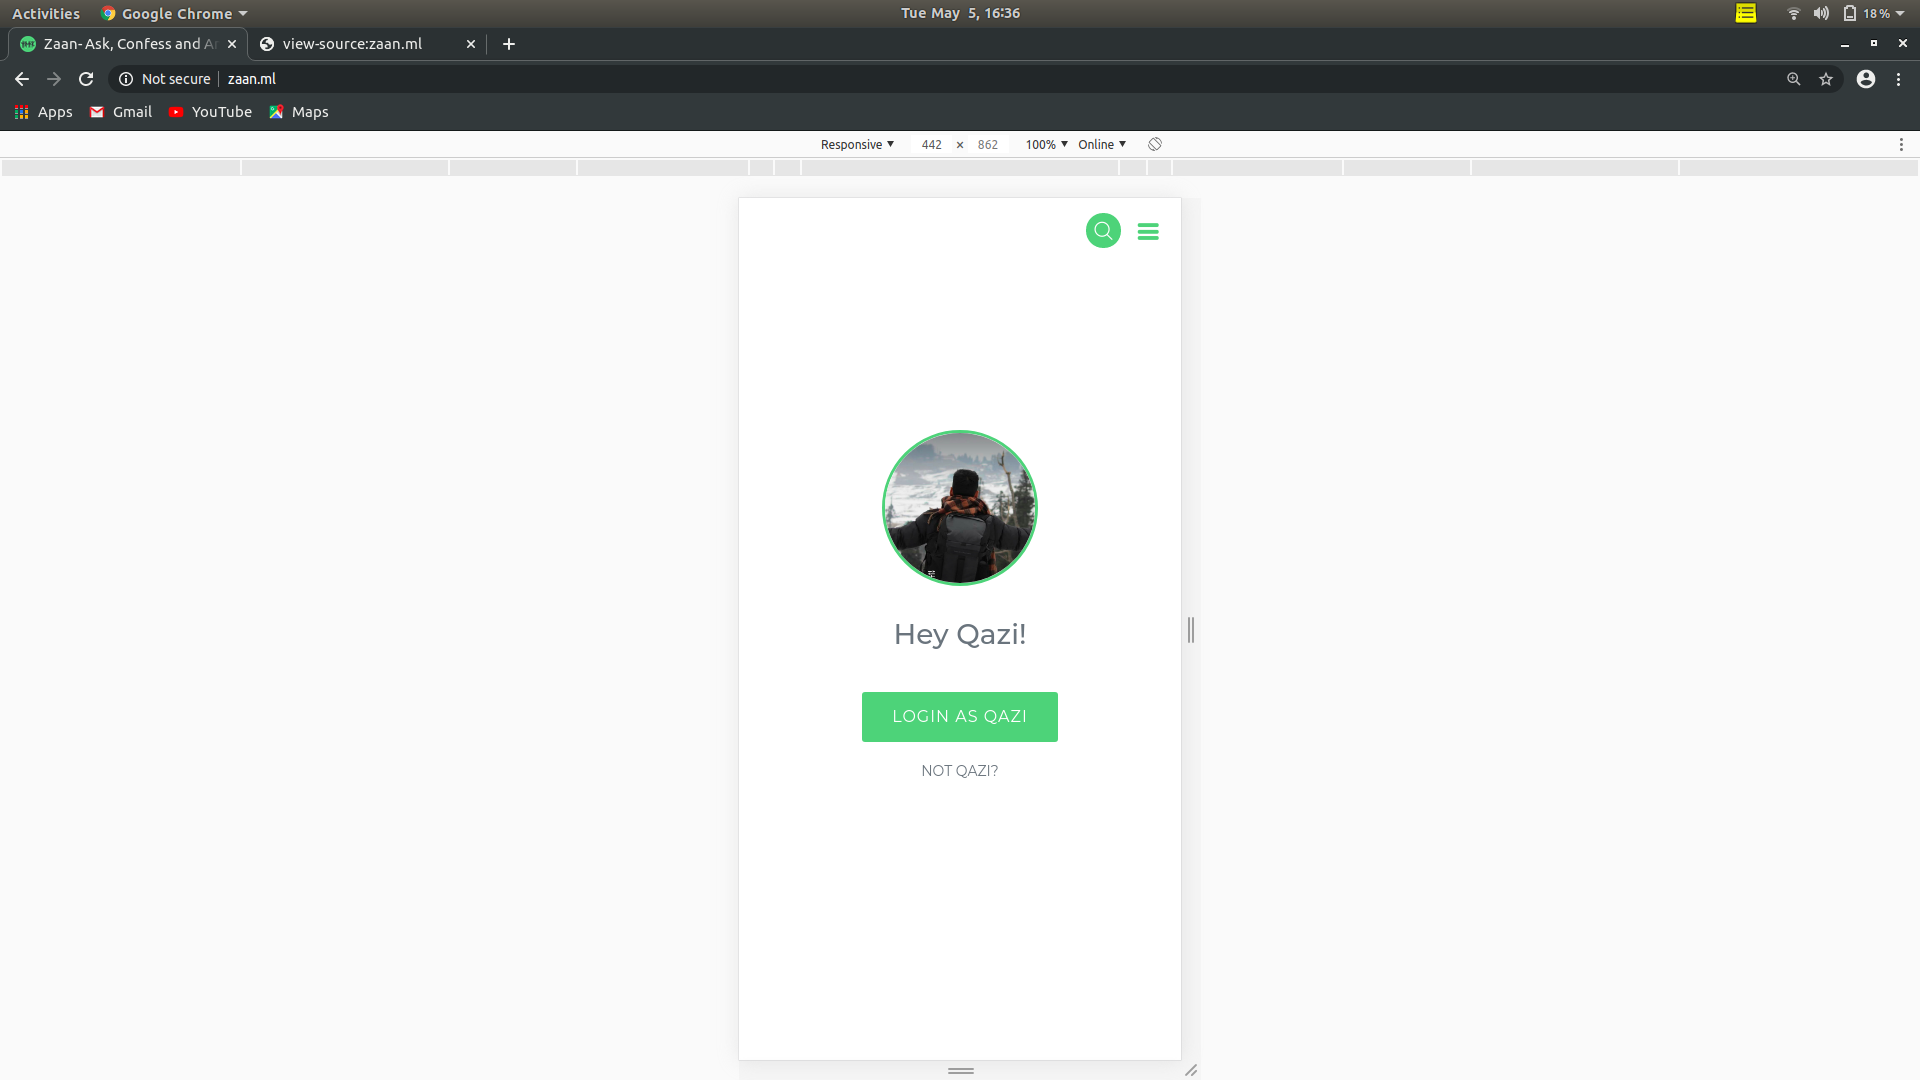 Activities Google Chrome Tue May 5, 16:36 18 %
Zaan- Ask, Confess and A view-source:zaan.ml
Not secure zaan.ml
Apps Gmail YouTube Maps
Responsive 442 × 862 100% Online
Hey Qazi!
LOGIN AS QAZI
NOT QAZI?